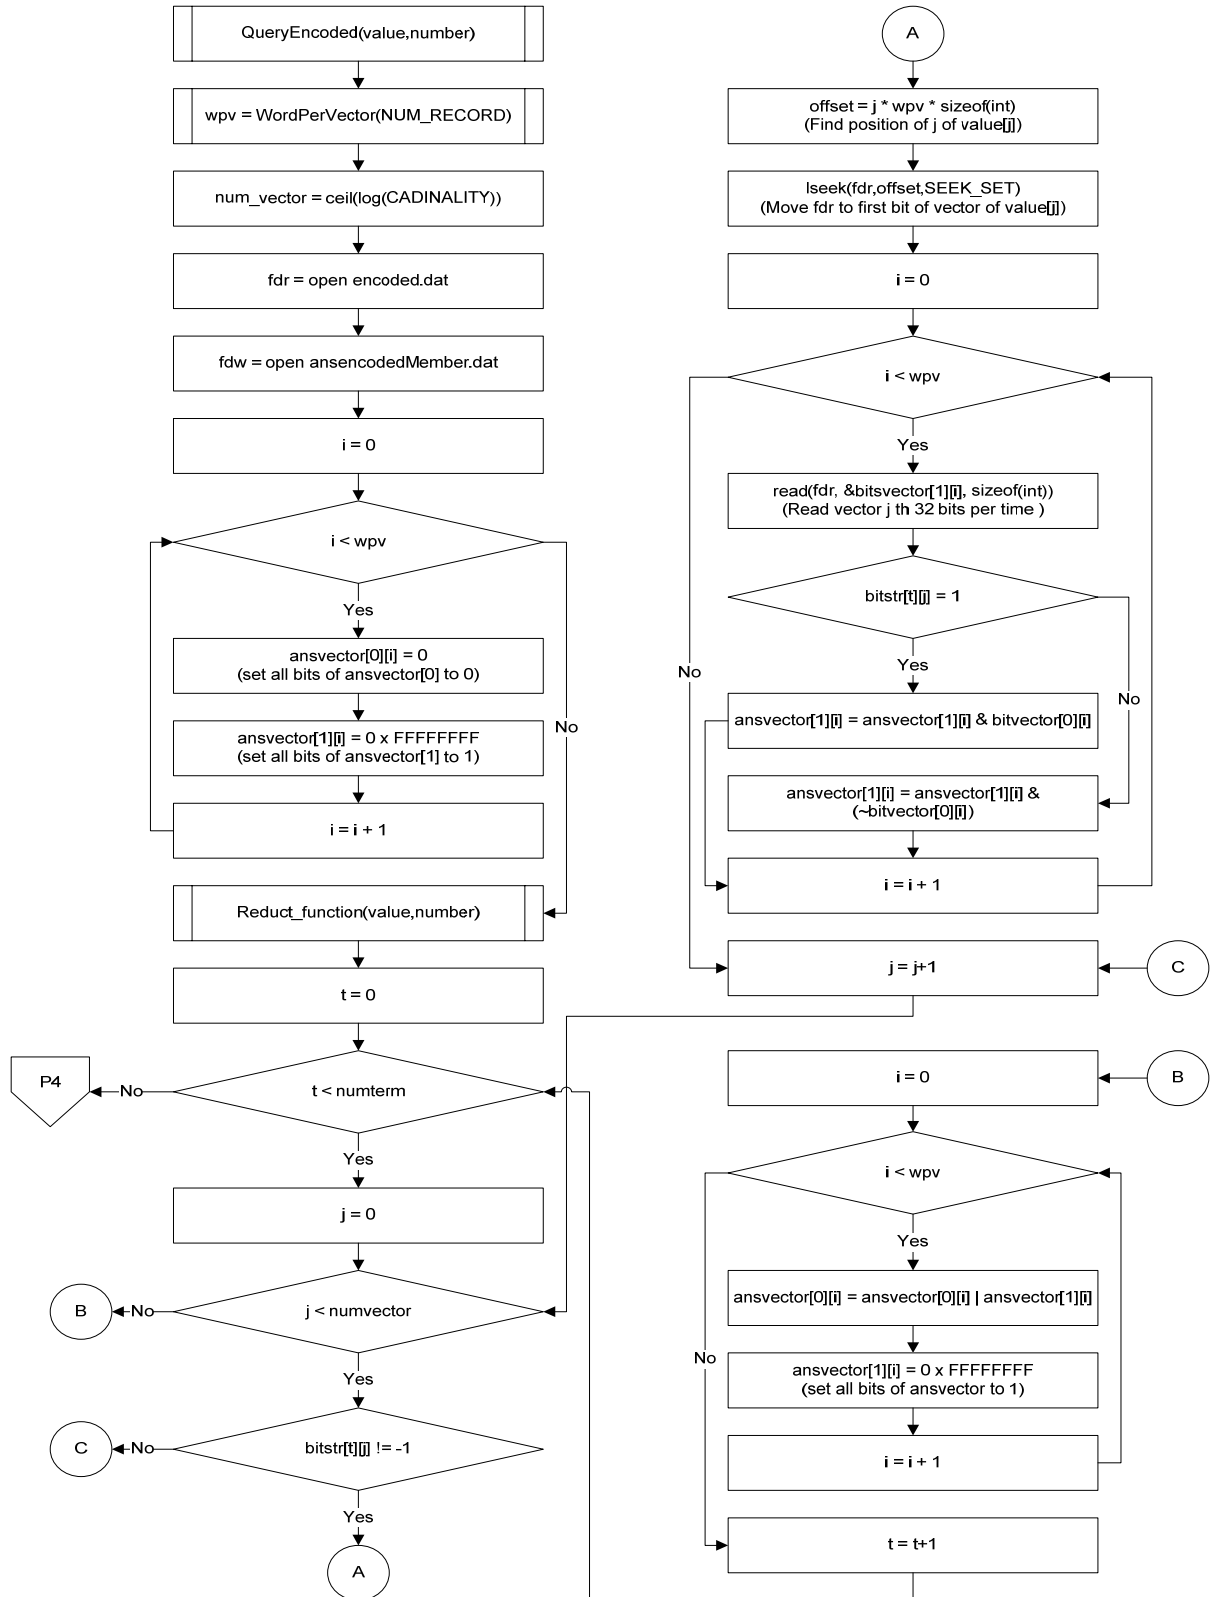 QueryEncoded(value,number)
wpv = WordPerVector(NUM_RECORD)
num_vector = ceil(log(CADINALITY))
fdr = open encoded.dat
fdw = open ansencodedMember.dat
i = 0
i < wpv
Yes
No
ansvector[0][i] = 0
(set all bits of ansvector[0] to 0)
ansvector[1][i] = 0 x FFFFFFFF
(set all bits of ansvector[1] to 1)
i = i + 1
Reduct_function(value,number)
t = 0
t < numterm
No
P4
Yes
j = 0
j < numvector
No
B
Yes
bitstr[t][j] != -1
No
C
Yes
A
A
offset = j * wpv * sizeof(int)
(Find position of j of value[j])
lseek(fdr,offset,SEEK_SET)
(Move fdr to first bit of vector of value[j])
i = 0
i < wpv
Yes
No
read(fdr, &bitsvector[1][i], sizeof(int))
(Read vector j th 32 bits per time )
bitstr[t][j] = 1
Yes
No
ansvector[1][i] = ansvector[1][i] & bitvector[0][i]
ansvector[1][i] = ansvector[1][i] &
(~bitvector[0][i])
i = i + 1
j = j+1
C
i = 0
B
i < wpv
Yes
No
ansvector[0][i] = ansvector[0][i] | ansvector[1][i]
ansvector[1][i] = 0 x FFFFFFFF
(set all bits of ansvector to 1)
i = i + 1
t = t+1